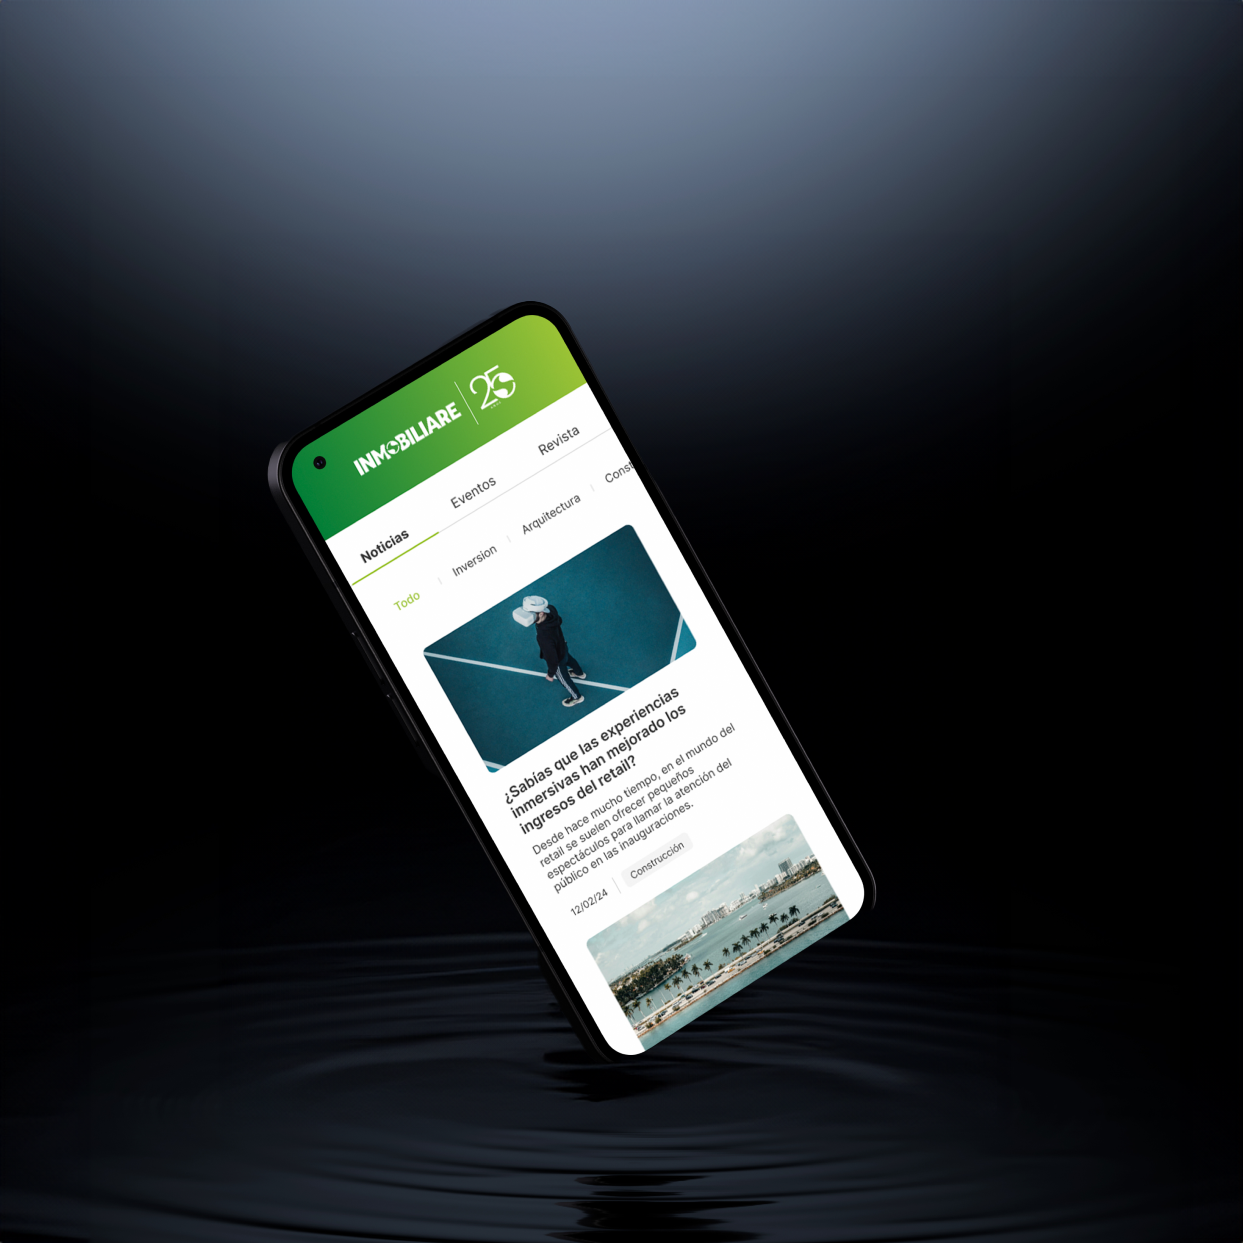 INMOBILIARE
25
Noticias
Eventos
Revista
Todo
Inversion
Arquitectura
Const
¿Sabías que las experiencias
inmersivas han mejorado los
ingresos del retail?
Desde hace mucho tiempo, en el mundo del
retail se suelen ofrecer pequeños
espectáculos para llamar la atención del
público en las inauguraciones.
12/02/24
Construcción